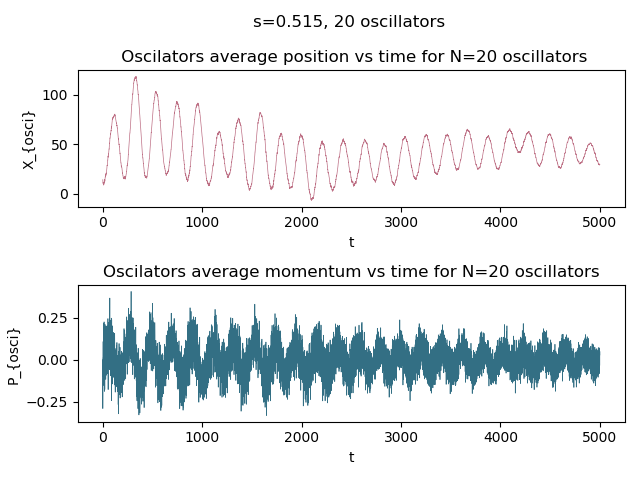 s=0.515, 20 oscillators
Oscilators average position vs time for N=20 oscillators
X_{osci}
100
50
0
0
1000
2000
3000
4000
5000
t
Oscilators average momentum vs time for N=20 oscillators
P_{osci}
0.25
0.00
−0.25
0
1000
2000
3000
4000
5000
t